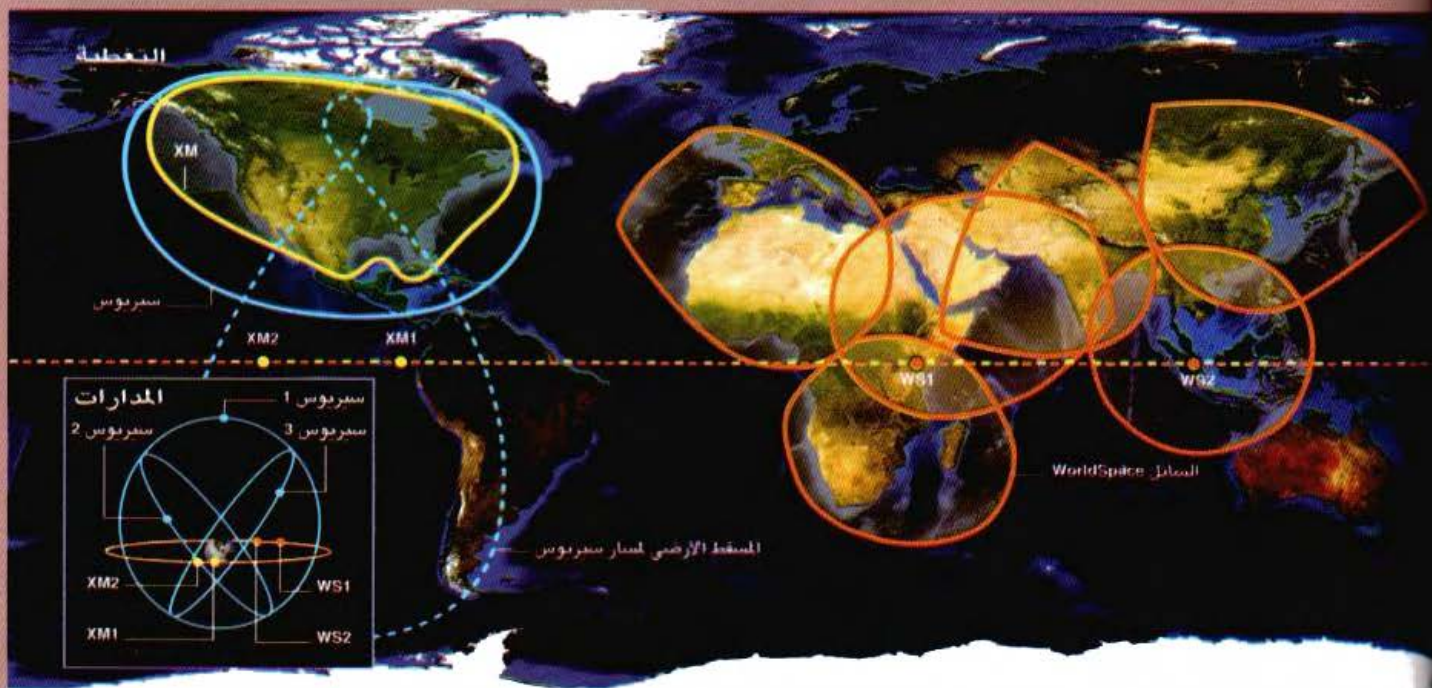 التغطية
XM
سيريوس
XM2
XM1
WS1
WS2
WorldSpace السائل
المسقط الأرضي لمسار سيريوس
المدارات
سيريوس 1
سيريوس 2
سيريوس 3
XM2
WS1
XM1
WS2